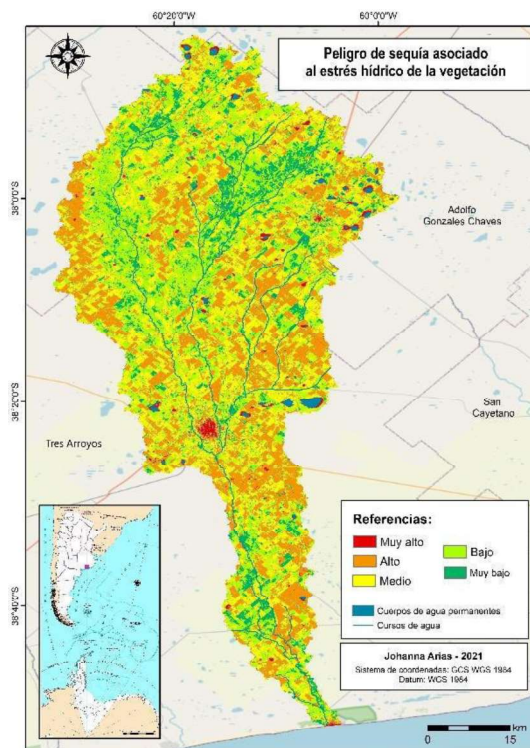 60°20'0"W
60°0'0"W
Peligro de sequía asociado
al estrés hídrico de la vegetación
38°0'0"S
Adolfo
Gonzales Chaves
38°20'0"S
San
Cayetano
Tres Arroyos
38°40'0"S
Referencias:
Muy alto
Alto
Medio
Bajo
Muy bajo
Cuerpos de agua permanentes
Cursos de agua
Johanna Arias - 2021
Sistema de coordenadas: GCS WGS 1984
Datum: WGS 1984
km
0
15